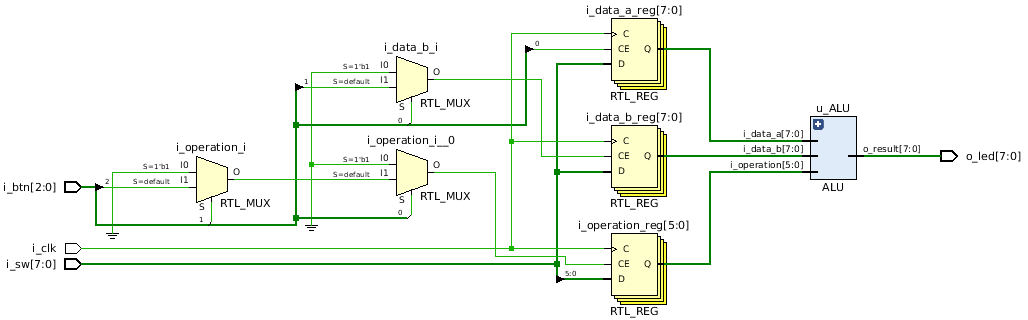 i_data_a_reg[7:0]
C
0
CE
Q
D
RTL_REG
i_data_b_i
S=1'b1
I0
O
1
S=default
I1
S
RTL_MUX
0
i_data_b_reg[7:0]
C
CE
Q
D
RTL_REG
u_ALU
i_data_a[7:0]
i_data_b[7:0]
i_operation[5:0]
o_result[7:0]
o_led[7:0]
ALU
i_operation_i
S=1'b1
I0
O
2
S=default
I1
S
RTL_MUX
1
i_operation_i__0
S=1'b1
I0
O
S=default
I1
S
RTL_MUX
0
i_btn[2:0]
i_clk
i_sw[7:0]
i_operation_reg[5:0]
C
CE
Q
5:0
D
RTL_REG